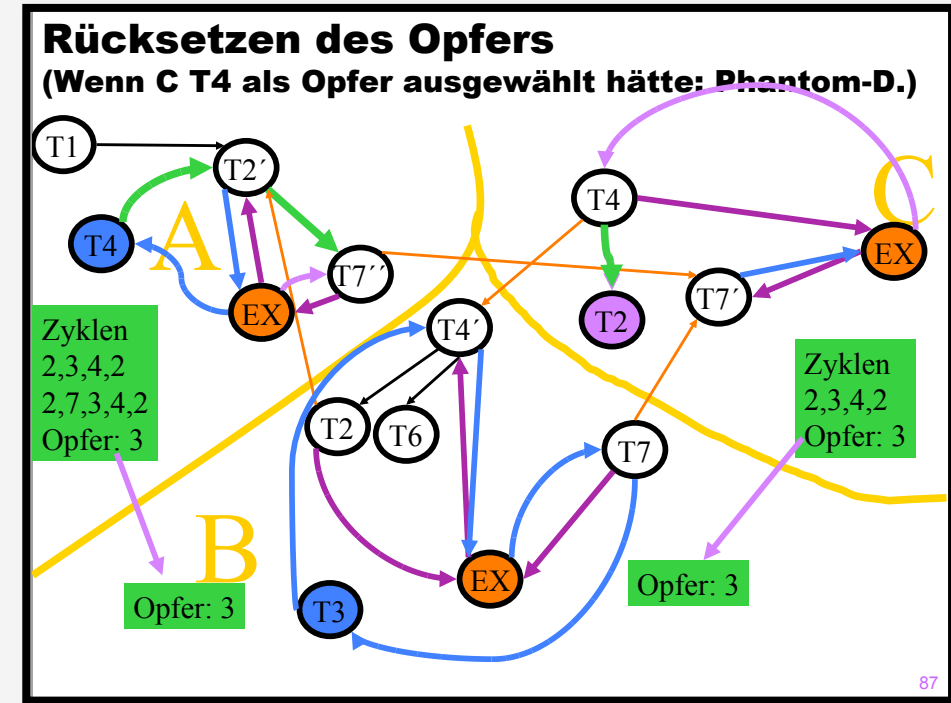 Rücksetzen des Opfers
(Wenn C T4 als Opfer ausgewählt hätte: Phantom-D.)
T1
T2´
T4
A
T7´´
EX
T4
C
EX
T7´
T2
T4´
Zyklen
2,3,4,2
2,7,3,4,2
Opfer: 3
Zyklen
2,3,4,2
Opfer: 3
T2
T6
T7
B
EX
Opfer: 3
T3
Opfer: 3
87